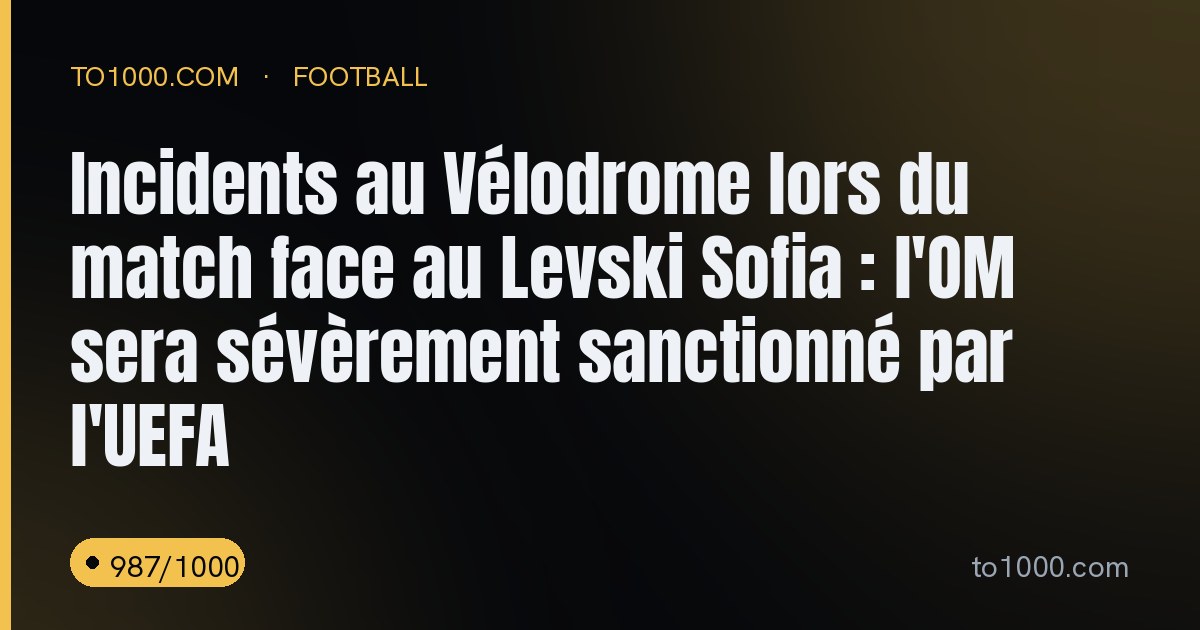 TO1000.COM · FOOTBALL
Incidents au Vélodrome lors du
match face au Levski Sofia : l'OM
sera sévèrement sanctionné par
l'UEFA
987/1000
to1000.com